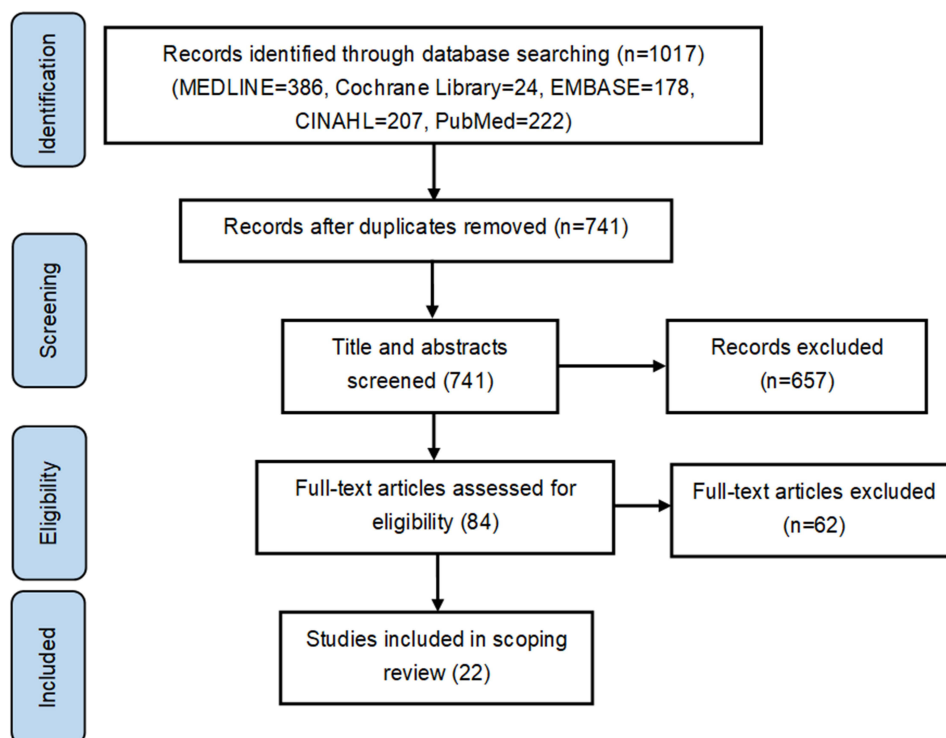 Identification
Records identified through database searching (n=1017)
(MEDLINE=386, Cochrane Library=24, EMBASE=178,
CINAHL=207, PubMed=222)
Records after duplicates removed (n=741)
Screening
Title and abstracts
screened (741)
Records excluded
(n=657)
Eligibility
Full-text articles assessed for
eligibility (84)
Full-text articles excluded
(n=62)
Included
Studies included in scoping
review (22)